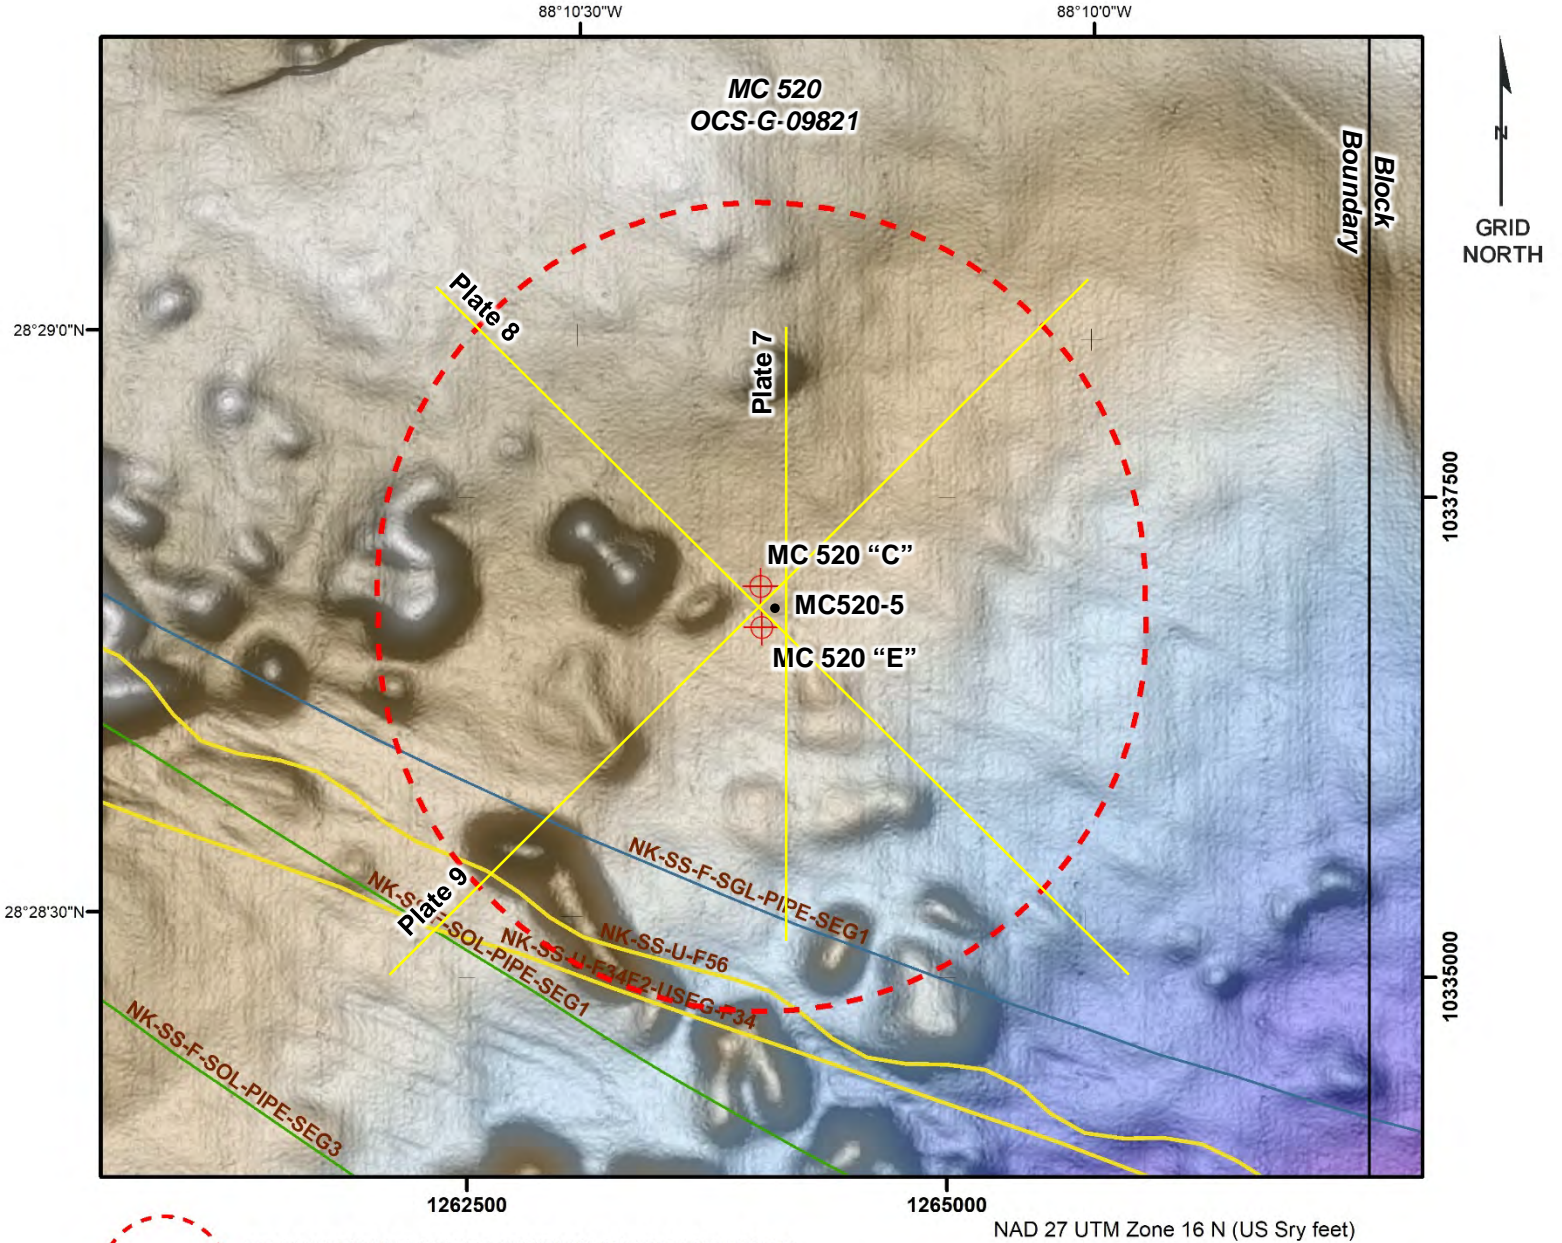 88°10'30"W
88°10'0"W
MC 520
OCS-G-09821
Block
Boundary
N
GRID
NORTH
28°29'0"N
Plate 8
Plate 7
10337500
MC 520 “C”
MC520-5
MC 520 “E”
NK-SS-F-SGL-PIPE-SEG1
Plate 9
28°28'30"N
NK-SS-F-SOL-PIPE-SEG1
NK-SS-U-F56
NK-SS-U-F34F2-USEG-F34
10335000
NK-SS-F-SOL-PIPE-SEG3
1262500
1265000
NAD 27 UTM Zone 16 N (US Sry feet)